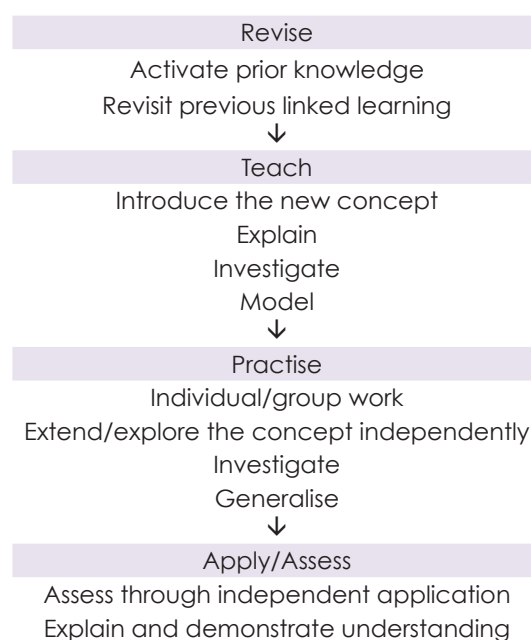 Revise
Activate prior knowledge
Revisit previous linked learning
↓
Teach
Introduce the new concept
Explain
Investigate
Model
↓
Practise
Individual/group work
Extend/explore the concept independently
Investigate
Generalise
↓
Apply/Assess
Assess through independent application
Explain and demonstrate understanding